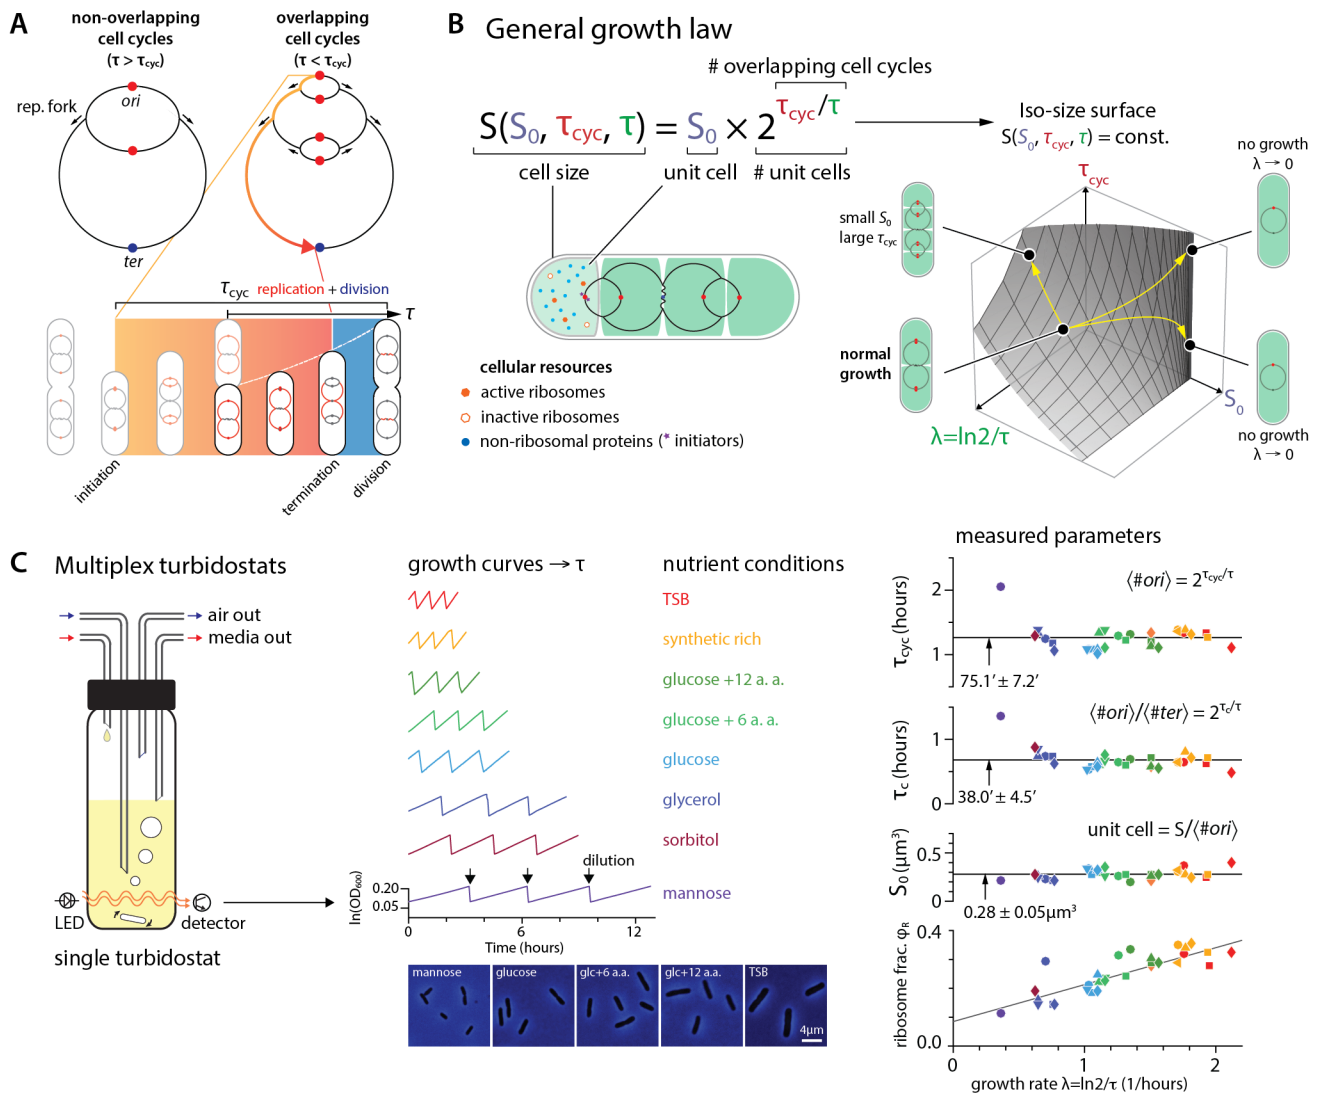 A
non-overlapping
cell cycles
(τ > τcyc)
overlapping
cell cycles
(τ < τcyc)
ori
rep. fork
ter
τcyc replication + division
τ
initiation
termination
division
B General growth law
# overlapping cell cycles
S(S0, τcyc, τ) = S0 × 2^τcyc/τ
cell size
unit cell
# unit cells
cellular resources
active ribosomes
inactive ribosomes
non-ribosomal proteins (* initiators)
Iso-size surface
S(S0, τcyc, τ) = const.
τcyc
small S0
large τcyc
no growth
λ → 0
normal
growth
S0
λ=ln2/τ
no growth
λ → 0
C Multiplex turbidostats
air out
media out
LED
detector
single turbidostat
growth curves → τ
nutrient conditions
TSB
synthetic rich
glucose +12 a. a.
glucose + 6 a. a.
glucose
glycerol
sorbitol
dilution
mannose
ln(OD600)
0.20
0.05
0
6
12
Time (hours)
mannose
glucose
glc+6 a.a.
glc+12 a.a.
TSB
4μm
measured parameters
τcyc (hours)
2
1
⟨#ori⟩ = 2^τcyc/τ
75.1′ ± 7.2′
τc (hours)
1
0
⟨#ori⟩/⟨#ter⟩ = 2^τc/τ
38.0′ ± 4.5′
S0 (μm³)
0.5
0
unit cell = S/⟨#ori⟩
0.28 ± 0.05μm³
ribosome frac. φR
0.4
0.0
0
1
2
growth rate λ=ln2/τ (1/hours)